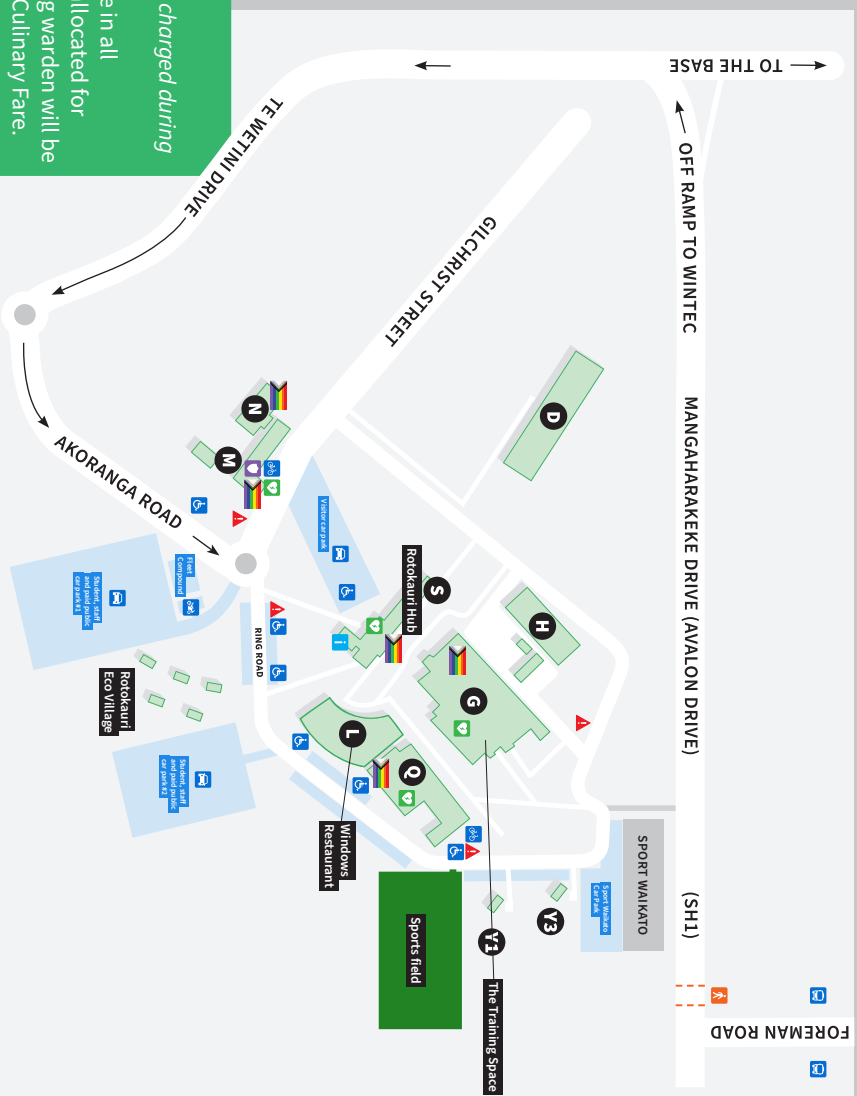 charged during
e in all
allocated for
g warden will be
Culinary Fare.
TO THE BASE
TE WETINI DRIVE
OFF RAMP TO WINTEC
GILCHRIST STREET
MANGAHARAKEKE DRIVE (AVALON DRIVE)
(SH1)
FOREMAN ROAD
AKORANGA ROAD
RING ROAD
N
M
D
H
S
G
L
Q
Y1
Y3
i
Visitor car park
Rotokauri Hub
Fleet
Compound
Student, staff
and paid public
car park #1
Rotokauri
Eco Village
Student, staff
and paid public
car park #2
Windows
Restaurant
Sports field
The Training Space
SPORT WAIKATO
Sport Waikato
Car Park